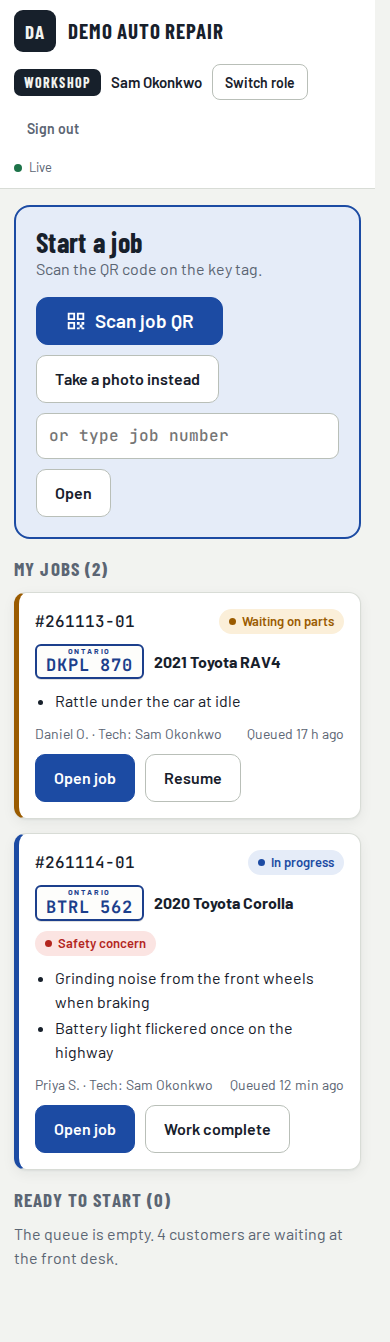 DA DEMO AUTO REPAIR
WORKSHOP Sam Okonkwo Switch role
Sign out
Live
Start a job
Scan the QR code on the key tag.
Scan job QR
Take a photo instead
or type job number
Open
MY JOBS (2)
#261113-01 Waiting on parts
ONTARIO
DKPL 870 2021 Toyota RAV4
• Rattle under the car at idle
Daniel O. · Tech: Sam Okonkwo Queued 17 h ago
Open job Resume
#261114-01 In progress
ONTARIO
BTRL 562 2020 Toyota Corolla
Safety concern
• Grinding noise from the front wheels
when braking
• Battery light flickered once on the
highway
Priya S. · Tech: Sam Okonkwo Queued 12 min ago
Open job Work complete
READY TO START (0)
The queue is empty. 4 customers are waiting at
the front desk.